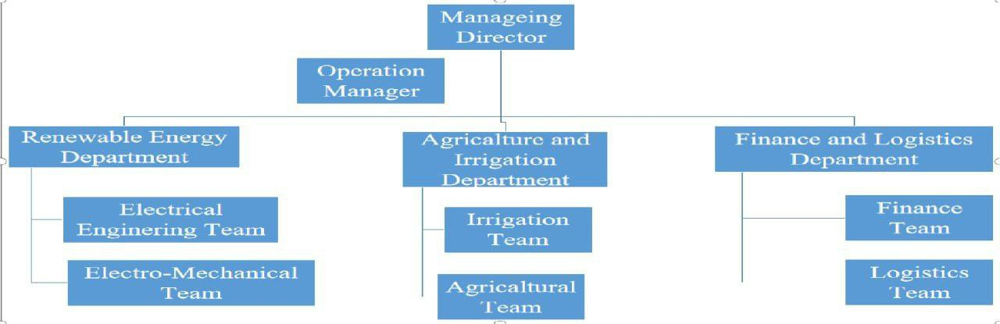 Manageing
Director
Operation
Manager
Renewable Energy
Department
Electrical
Enginering Team
Electro-Mechanical
Team
Agricalture and
Irrigation
Department
Irrigation
Team
Agricaltural
Team
Finance and Logistics
Department
Finance
Team
Logistics
Team